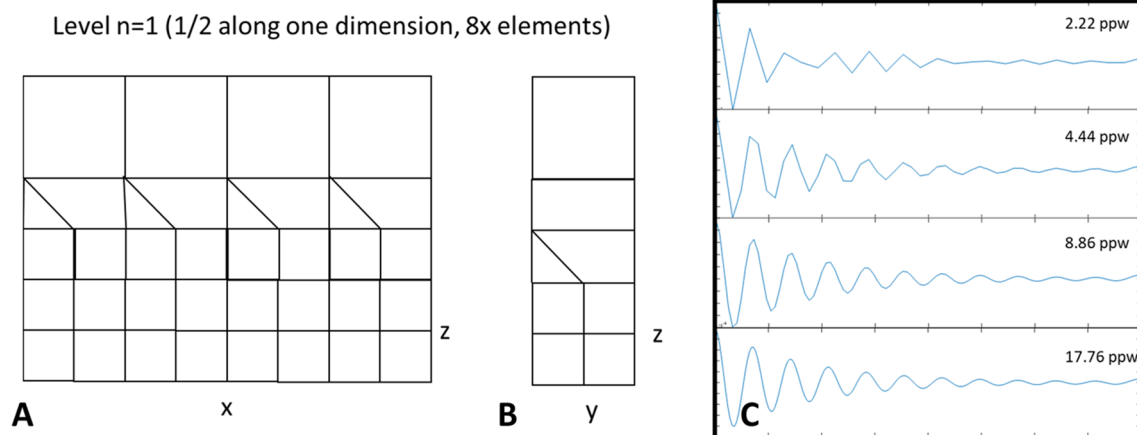 Level n=1 (1/2 along one dimension, 8x elements)
z
x
A
z
y
B
2.22 ppw
4.44 ppw
8.86 ppw
17.76 ppw
C